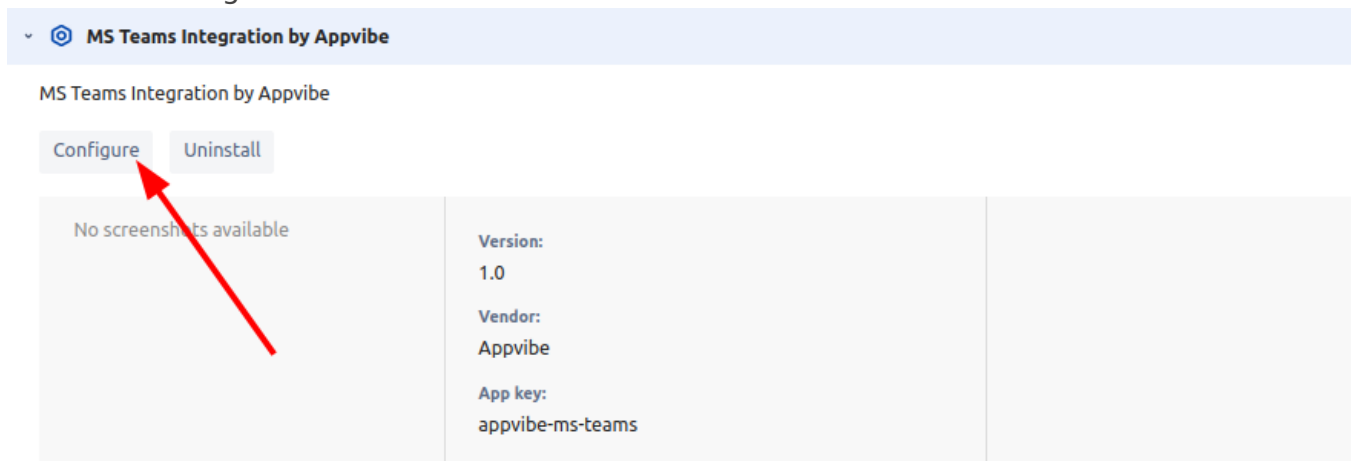 MS Teams Integration by Appvibe
MS Teams Integration by Appvibe
Configure Uninstall
No screenshots available
Version:
1.0
Vendor:
Appvibe
App key:
appvibe-ms-teams